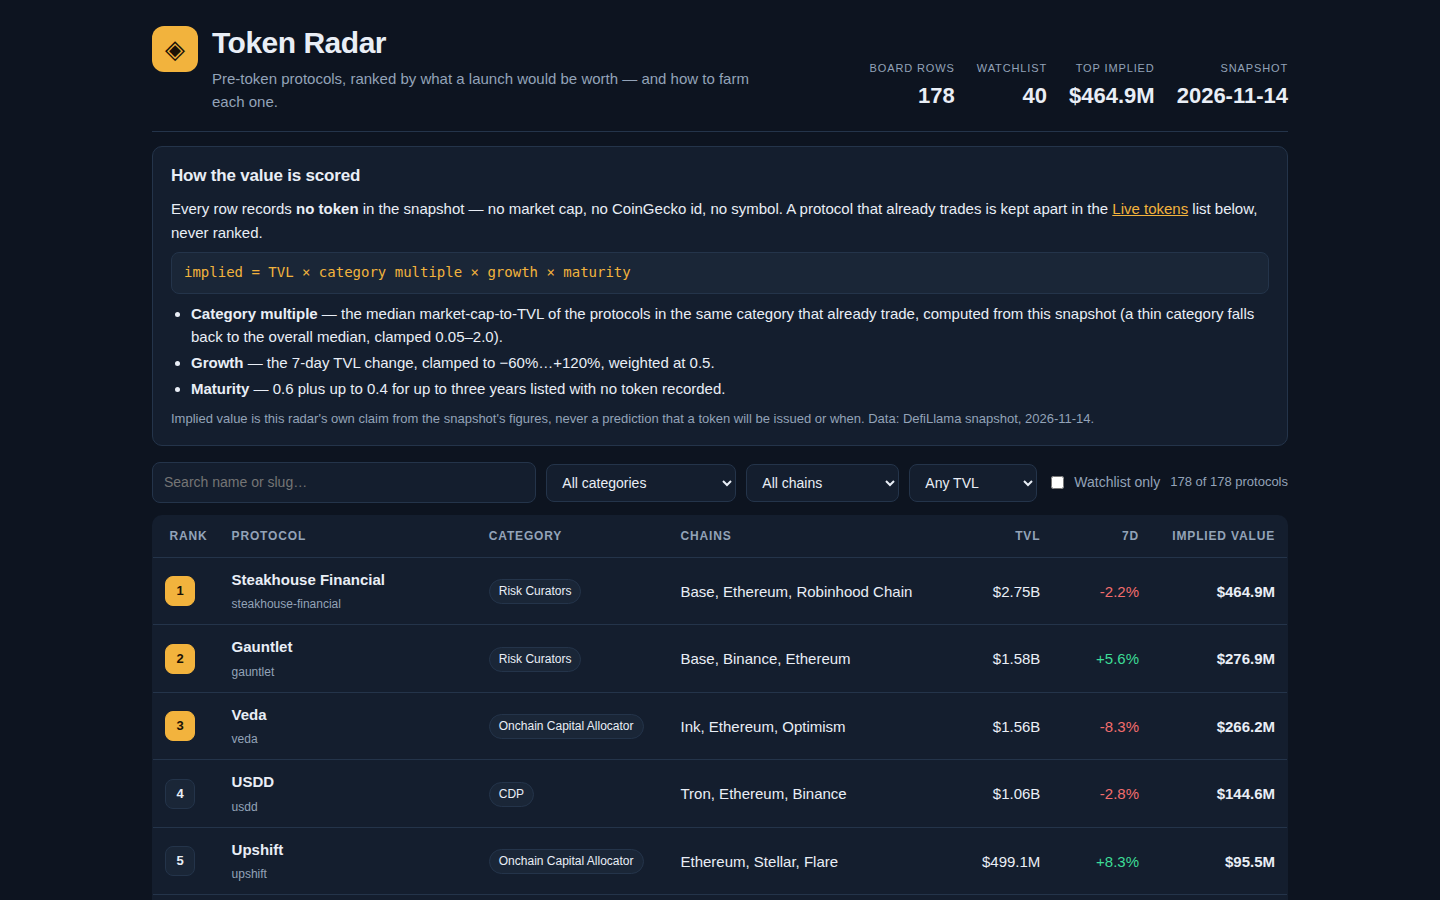 Token Radar
Pre-token protocols, ranked by what a launch would be worth — and how to farm
each one.
BOARD ROWS
178
WATCHLIST
40
TOP IMPLIED
$464.9M
SNAPSHOT
2026-11-14
How the value is scored
Every row records no token in the snapshot — no market cap, no CoinGecko id, no symbol. A protocol that already trades is kept apart in the Live tokens list below,
never ranked.
implied = TVL × category multiple × growth × maturity
• Category multiple — the median market-cap-to-TVL of the protocols in the same category that already trade, computed from this snapshot (a thin category falls
back to the overall median, clamped 0.05–2.0).
• Growth — the 7-day TVL change, clamped to −60%…+120%, weighted at 0.5.
• Maturity — 0.6 plus up to 0.4 for up to three years listed with no token recorded.
Implied value is this radar's own claim from the snapshot's figures, never a prediction that a token will be issued or when. Data: DefiLlama snapshot, 2026-11-14.
Search name or slug… All categories All chains Any TVL Watchlist only 178 of 178 protocols
RANK PROTOCOL CATEGORY CHAINS TVL 7D IMPLIED VALUE
1 Steakhouse Financial Risk Curators Base, Ethereum, Robinhood Chain $2.75B -2.2% $464.9M
steakhouse-financial
2 Gauntlet Risk Curators Base, Binance, Ethereum $1.58B +5.6% $276.9M
gauntlet
3 Veda Onchain Capital Allocator Ink, Ethereum, Optimism $1.56B -8.3% $266.2M
veda
4 USDD CDP Tron, Ethereum, Binance $1.06B -2.8% $144.6M
usdd
5 Upshift Onchain Capital Allocator Ethereum, Stellar, Flare $499.1M +8.3% $95.5M
upshift